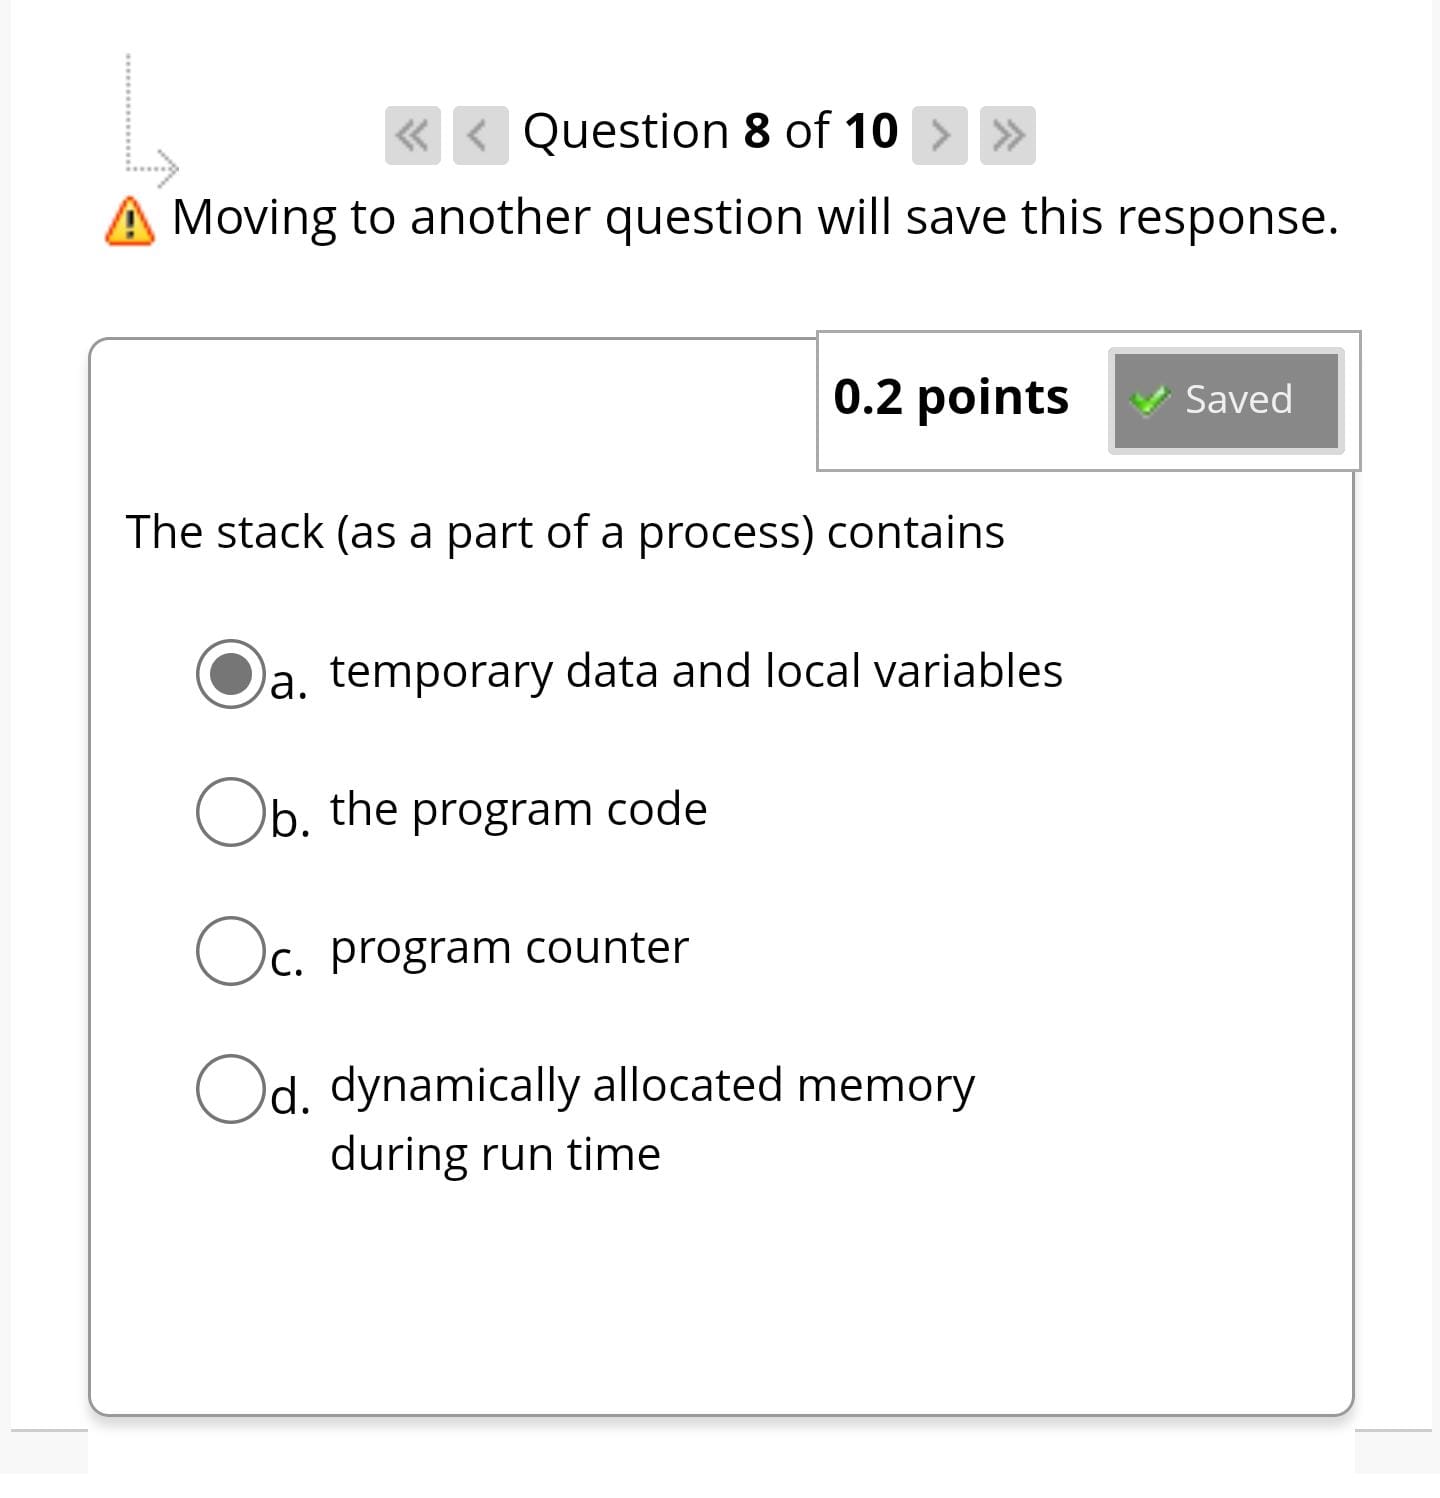 Question 8 of 10
Moving to another question will save this response.
0.2 points
Saved
The stack (as a part of a process) contains
a. temporary data and local variables
b. the program code
c. program counter
d. dynamically allocated memory
during run time